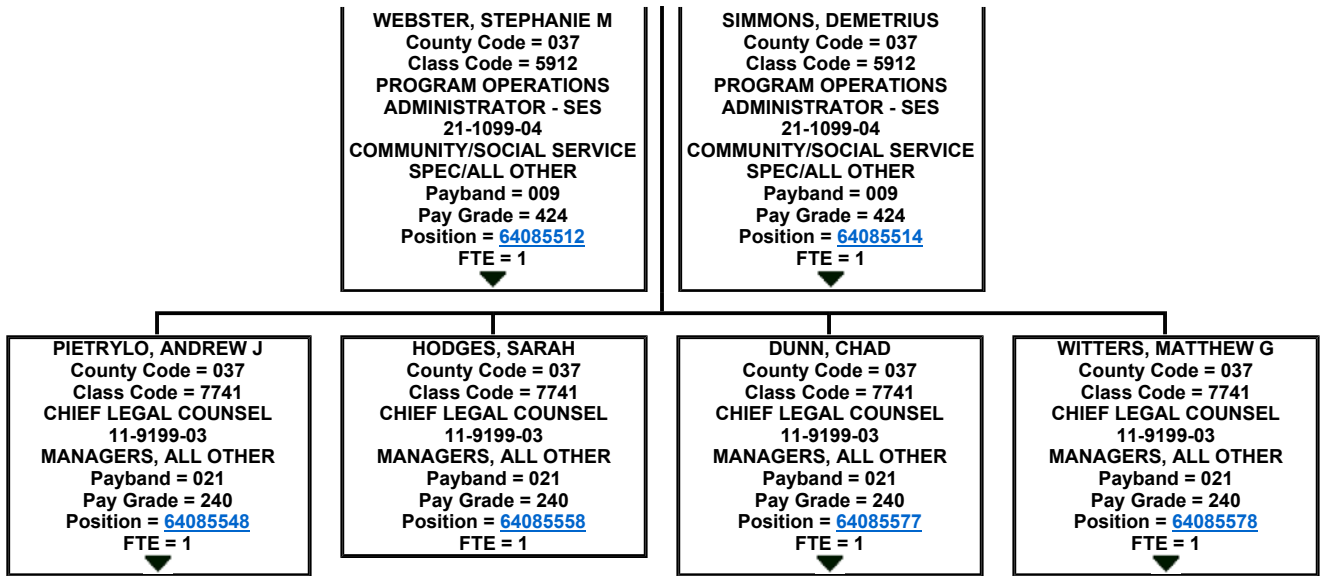 WEBSTER, STEPHANIE M
County Code = 037
Class Code = 5912
PROGRAM OPERATIONS
ADMINISTRATOR - SES
21-1099-04
COMMUNITY/SOCIAL SERVICE
SPEC/ALL OTHER
Payband = 009
Pay Grade = 424
Position = 64085512
FTE = 1
SIMMONS, DEMETRIUS
County Code = 037
Class Code = 5912
PROGRAM OPERATIONS
ADMINISTRATOR - SES
21-1099-04
COMMUNITY/SOCIAL SERVICE
SPEC/ALL OTHER
Payband = 009
Pay Grade = 424
Position = 64085514
FTE = 1
PIETRYLO, ANDREW J
County Code = 037
Class Code = 7741
CHIEF LEGAL COUNSEL
11-9199-03
MANAGERS, ALL OTHER
Payband = 021
Pay Grade = 240
Position = 64085548
FTE = 1
HODGES, SARAH
County Code = 037
Class Code = 7741
CHIEF LEGAL COUNSEL
11-9199-03
MANAGERS, ALL OTHER
Payband = 021
Pay Grade = 240
Position = 64085558
FTE = 1
DUNN, CHAD
County Code = 037
Class Code = 7741
CHIEF LEGAL COUNSEL
11-9199-03
MANAGERS, ALL OTHER
Payband = 021
Pay Grade = 240
Position = 64085577
FTE = 1
WITTERS, MATTHEW G
County Code = 037
Class Code = 7741
CHIEF LEGAL COUNSEL
11-9199-03
MANAGERS, ALL OTHER
Payband = 021
Pay Grade = 240
Position = 64085578
FTE = 1